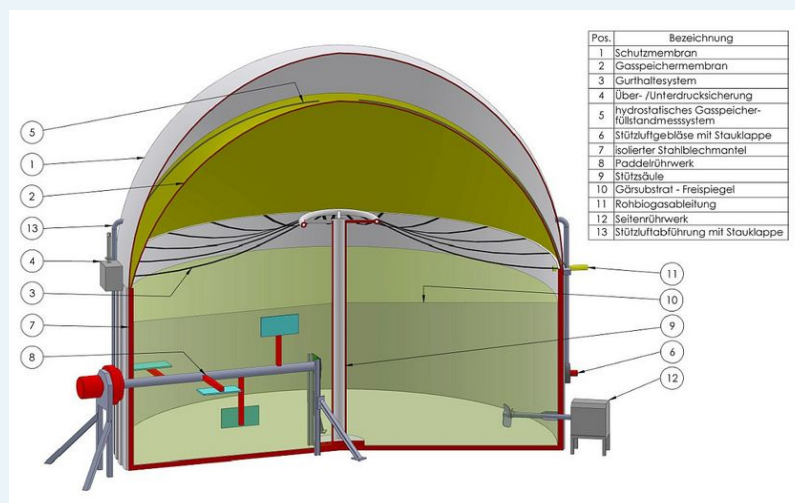 Pos. Bezeichnung
1 Schutzmembran
2 Gasspeichermembran
3 Gurthaltesystem
4 Über- /Unterdrucksicherung
5 hydrostatisches Gasspeicher-
füllstandmesssystem
6 Stützluftgebläse mit Stauklappe
7 isolierter Stahlblechmantel
8 Paddelrührwerk
9 Stützsäule
10 Gärsubstrat - Freispiegel
11 Rohbiogasableitung
12 Seitenrührwerk
13 Stützluftabführung mit Stauklappe
5
1
2
13
4
3
7
8
11
10
9
6
12